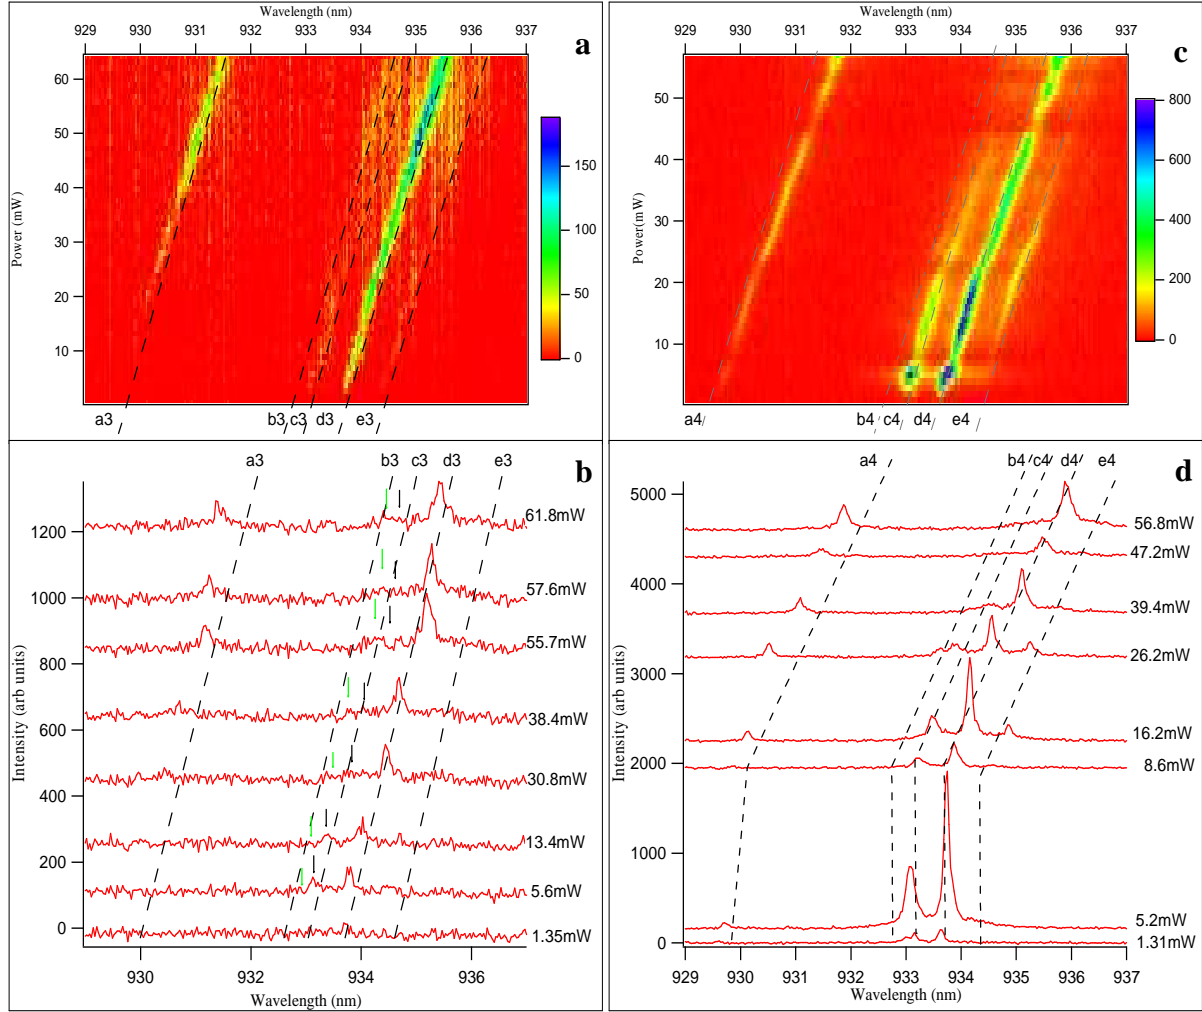 Wavelength (nm)
929 930 931 932 933 934 935 936 937
a
Power (mW)
60
50
40
30
20
10
150
100
50
0
a3 b3 c3 d3 e3
Wavelength (nm)
929 930 931 932 933 934 935 936 937
c
Power(mW)
50
40
30
20
10
800
600
400
200
0
a4 b4 c4 d4 e4
a3 b3 c3 d3 e3
b
Intensity (arb units)
1200
1000
800
600
400
200
0
61.8mW
57.6mW
55.7mW
38.4mW
30.8mW
13.4mW
5.6mW
1.35mW
930 932 934 936
Wavelength (nm)
a4 b4 c4 d4 e4
d
Intensity (arb units)
5000
4000
3000
2000
1000
0
56.8mW
47.2mW
39.4mW
26.2mW
16.2mW
8.6mW
5.2mW
1.31mW
929 930 931 932 933 934 935 936 937
Wavelength (nm)